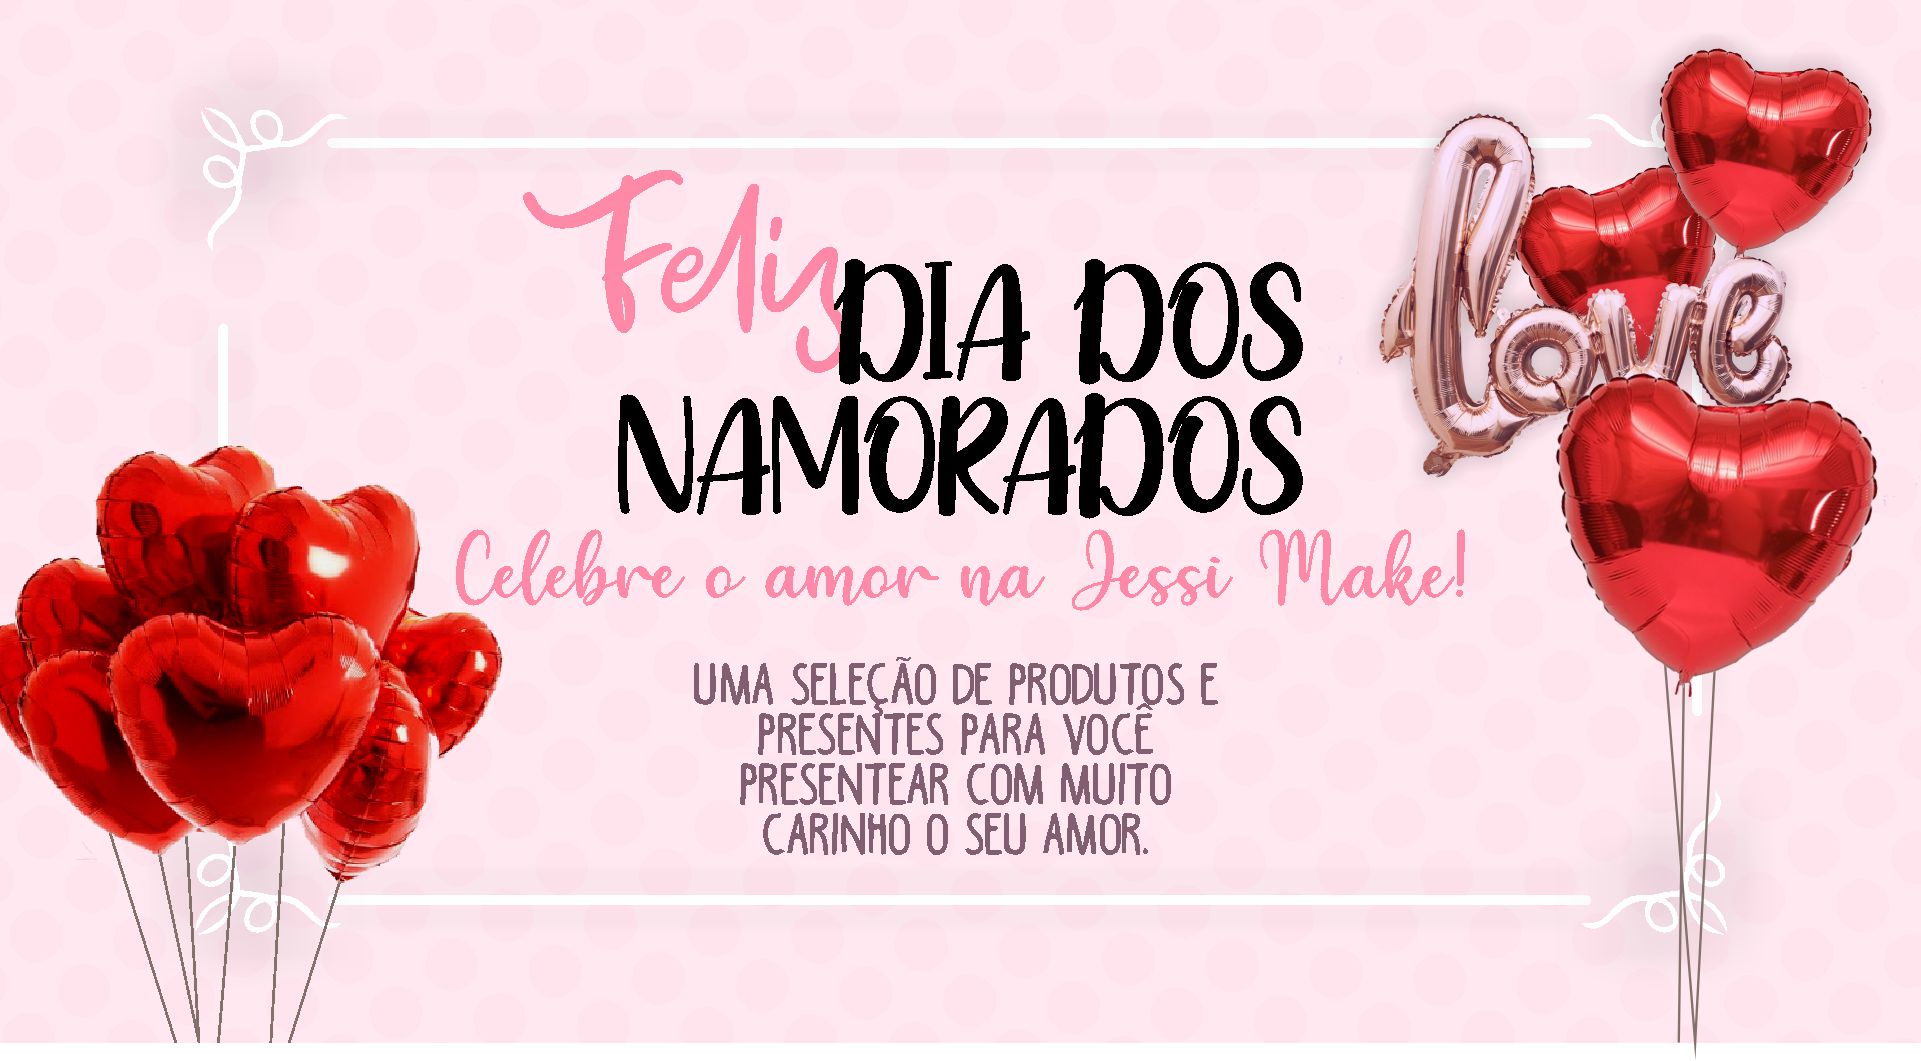 Feliz
DIA DOS
NAMORADOS
Celebre o amor na Jessi Make!
UMA SELEÇÃO DE PRODUTOS E
PRESENTES PARA VOCÊ
PRESENTEAR COM MUITO
CARINHO O SEU AMOR.
Love